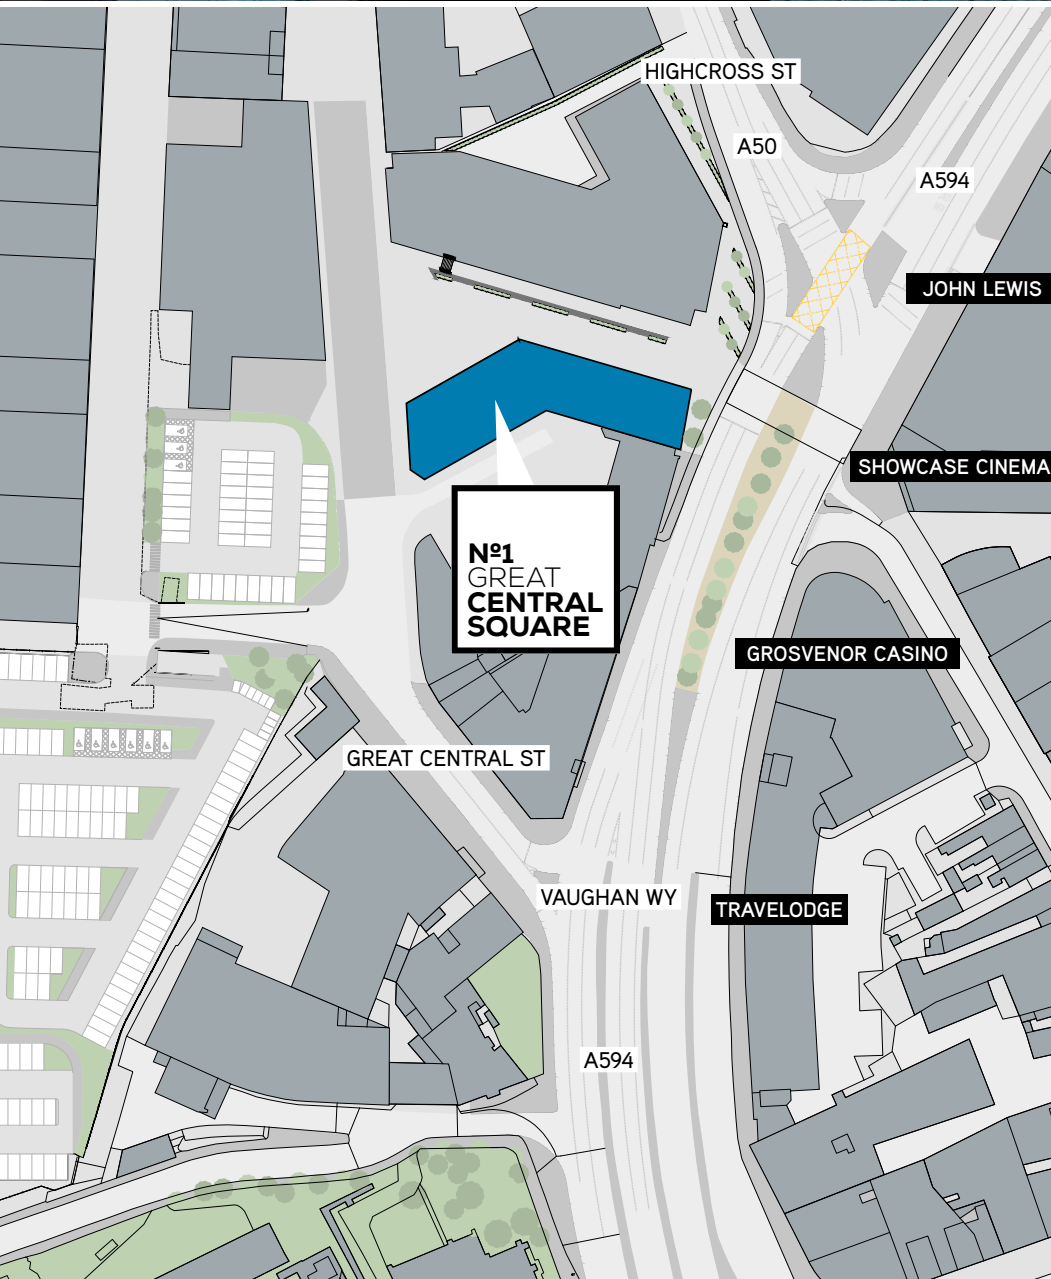 HIGHCROSS ST
A50
A594
JOHN LEWIS
SHOWCASE CINEMA
Nº1
GREAT
CENTRAL
SQUARE
GROSVENOR CASINO
GREAT CENTRAL ST
VAUGHAN WY
TRAVELODGE
A594